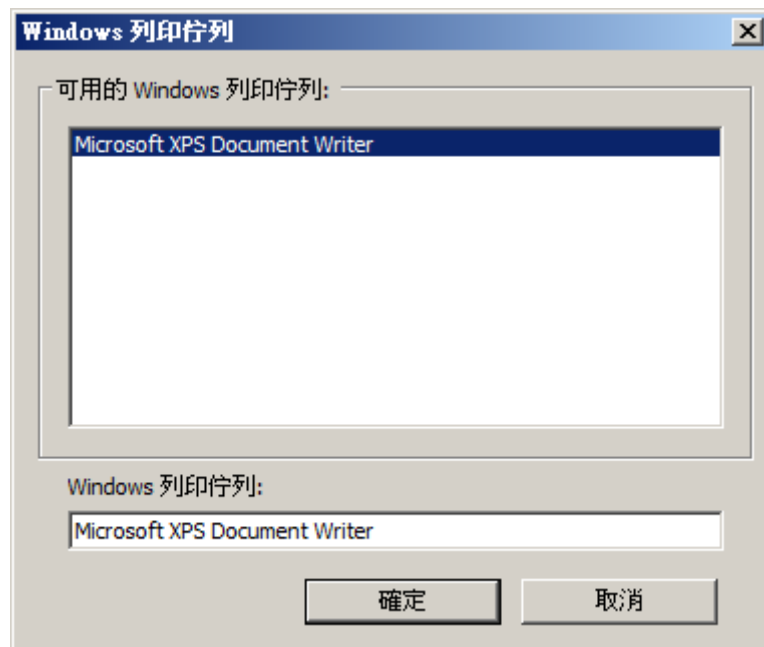 Windows 列印佇列
可用的 Windows 列印佇列:
Microsoft XPS Document Writer
Windows 列印佇列:
Microsoft XPS Document Writer
確定
取消